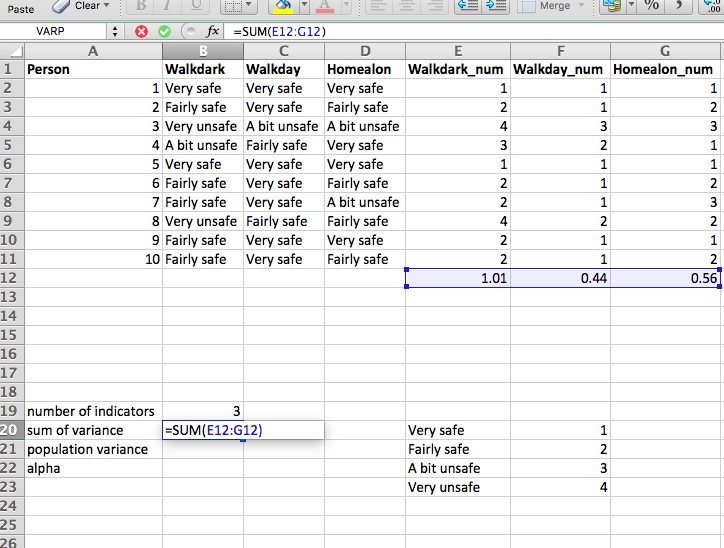 Paste Clear B I U A Merge %
VARP fx =SUM(E12:G12)
A B C D E F G
1 Person Walkdark Walkday Homealon Walkdark_num Walkday_num Homealon_num
2 1 Very safe Very safe Very safe 1 1 1
3 2 Fairly safe Very safe Fairly safe 2 1 2
4 3 Very unsafe A bit unsafe A bit unsafe 4 3 3
5 4 A bit unsafe Fairly safe Very safe 3 2 1
6 5 Very safe Very safe Very safe 1 1 1
7 6 Fairly safe Very safe Fairly safe 2 1 2
8 7 Fairly safe Very safe A bit unsafe 2 1 3
9 8 Very unsafe Fairly safe Fairly safe 4 2 2
10 9 Fairly safe Very safe Very safe 2 1 1
11 10 Fairly safe Very safe Fairly safe 2 1 2
12 1.01 0.44 0.56
13
14
15
16
17
18
19 number of indicators 3
20 sum of variance =SUM(E12:G12) Very safe 1
21 population variance Fairly safe 2
22 alpha A bit unsafe 3
23 Very unsafe 4
24
25
26